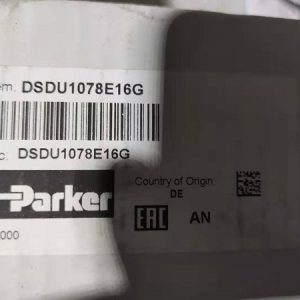 em: DSDU1078E16G
c: DSDU1078E16G
Country of Origin:
DE
Parker
EAC AN
000